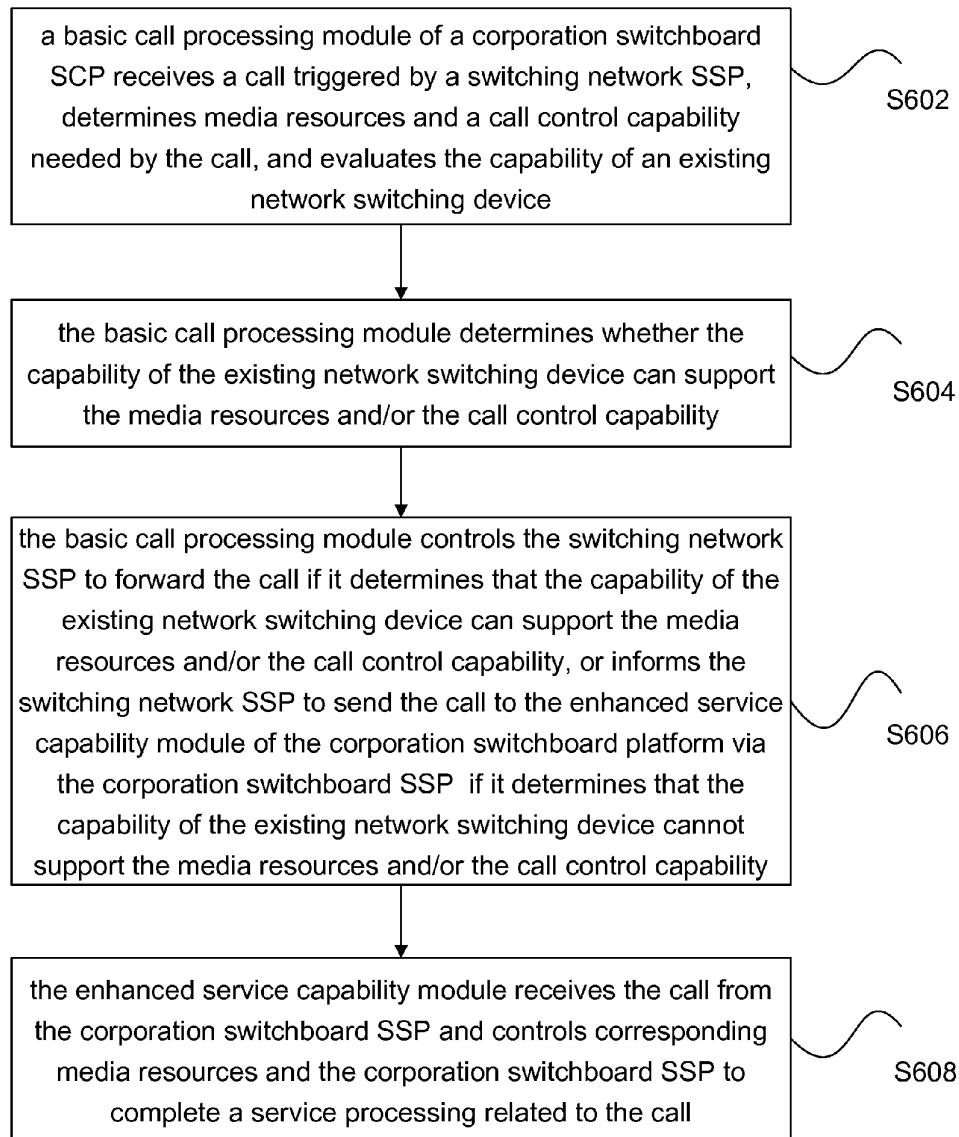 a basic call processing module of a corporation switchboard
SCP receives a call triggered by a switching network SSP,
determines media resources and a call control capability
needed by the call, and evaluates the capability of an existing
network switching device
S602
the basic call processing module determines whether the
capability of the existing network switching device can support
the media resources and/or the call control capability
S604
the basic call processing module controls the switching network
SSP to forward the call if it determines that the capability of the
existing network switching device can support the media
resources and/or the call control capability, or informs the
switching network SSP to send the call to the enhanced service
capability module of the corporation switchboard platform via
the corporation switchboard SSP if it determines that the
capability of the existing network switching device cannot
support the media resources and/or the call control capability
S606
the enhanced service capability module receives the call from
the corporation switchboard SSP and controls corresponding
media resources and the corporation switchboard SSP to
complete a service processing related to the call
S608